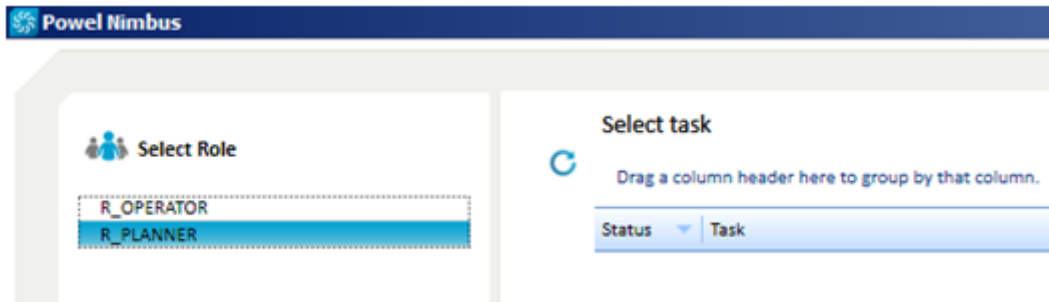 Powel Nimbus
Select Role
R_OPERATOR
R_PLANNER
Select task
Drag a column header here to group by that column.
Status Task